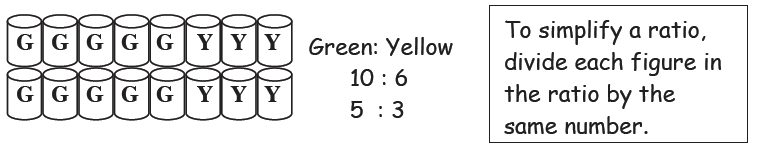 G G G G G Y Y Y
G G G G G Y Y Y
Green: Yellow
10 : 6
5 : 3
To simplify a ratio,
divide each figure in
the ratio by the
same number.